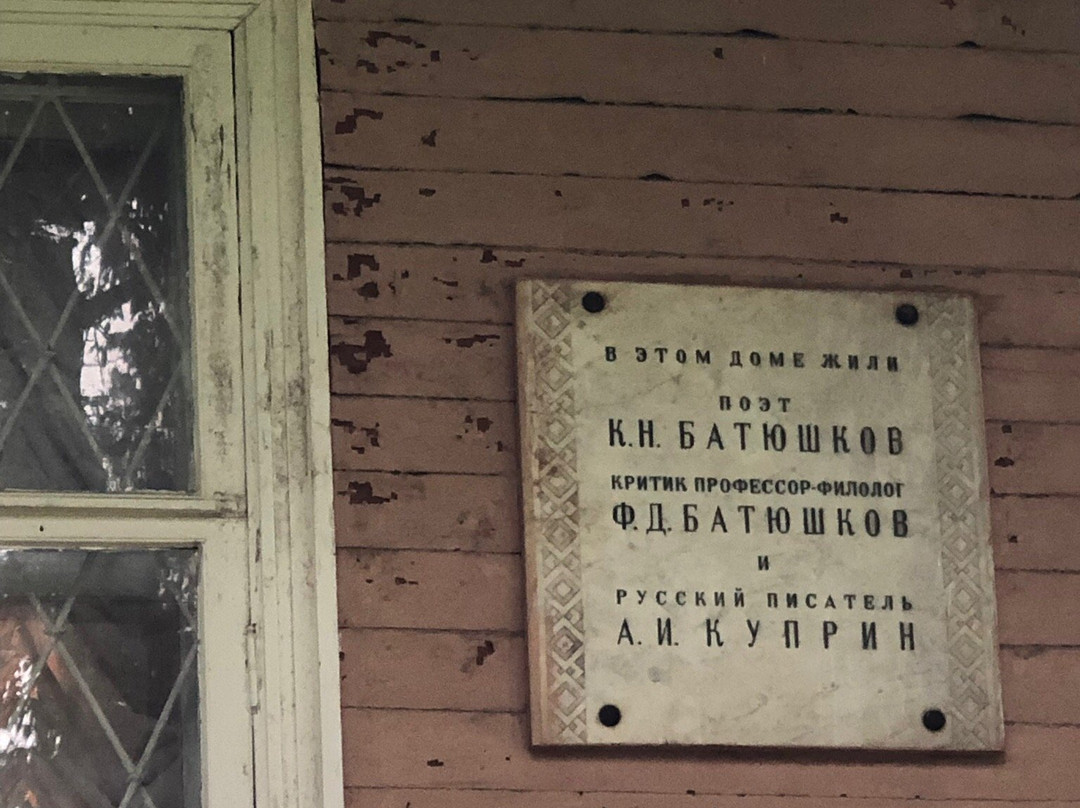 В ЭТОМ ДОМЕ ЖИЛИ
ПОЭТ
К.Н. БАТЮШКОВ
КРИТИК ПРОФЕССОР-ФИЛОЛОГ
Ф.Д. БАТЮШКОВ
И
РУССКИЙ ПИСАТЕЛЬ
А. И. КУПРИН